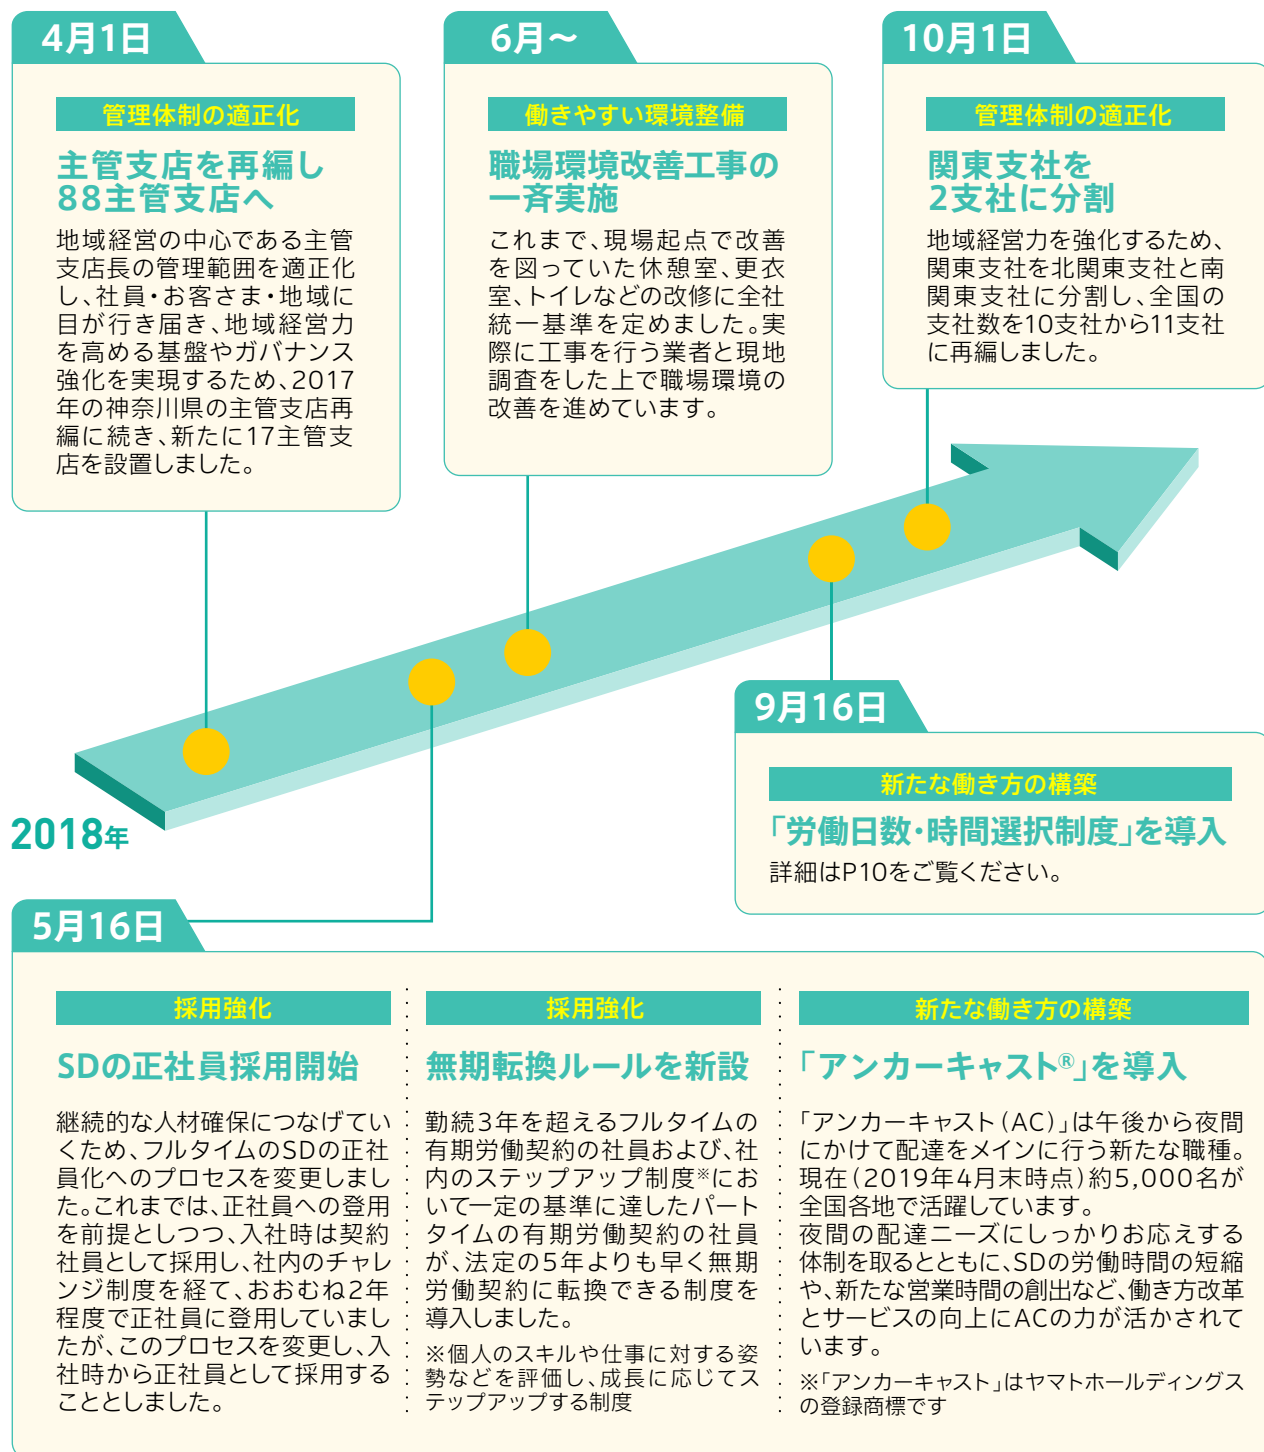 4月1日
管理体制の適正化
主管支店を再編し
88主管支店へ
地域経営の中心である主管
支店長の管理範囲を適正化
し、社員・お客さま・地域に
目が行き届き、地域経営力
を高める基盤やガバナンス
強化を実現するため、2017
年の神奈川県の主管支店再
編に続き、新たに17主管支
店を設置しました。
6月～
働きやすい環境整備
職場環境改善工事の
一斉実施
これまで、現場起点で改善
を図っていた休憩室、更衣
室、トイレなどの改修に全社
統一基準を定めました。実
際に工事を行う業者と現地
調査をした上で職場環境の
改善を進めています。
10月1日
管理体制の適正化
関東支社を
2支社に分割
地域経営力を強化するため、
関東支社を北関東支社と南
関東支社に分割し、全国の
支社数を10支社から11支社
に再編しました。
9月16日
新たな働き方の構築
「労働日数・時間選択制度」を導入
詳細はP10をご覧ください。
2018年
5月16日
採用強化
SDの正社員採用開始
継続的な人材確保につなげてい
くため、フルタイムのSDの正社
員化へのプロセスを変更しまし
た。これまでは、正社員への登用
を前提としつつ、入社時は契約
社員として採用し、社内のチャレ
ンジ制度を経て、おおむね2年
程度で正社員に登用していまし
たが、このプロセスを変更し、入
社時から正社員として採用する
こととしました。
採用強化
無期転換ルールを新設
勤続3年を超えるフルタイムの
有期労働契約の社員および、社
内のステップアップ制度※にお
いて一定の基準に達したパート
タイムの有期労働契約の社員
が、法定の5年よりも早く無期
労働契約に転換できる制度を
導入しました。
※個人のスキルや仕事に対する姿
勢などを評価し、成長に応じてス
テップアップする制度
新たな働き方の構築
「アンカーキャスト®」を導入
「アンカーキャスト（AC）」は午後から夜間
にかけて配達をメインに行う新たな職種。
現在（2019年4月末時点）約5,000名が
全国各地で活躍しています。
夜間の配達ニーズにしっかりお応えする
体制を取るとともに、SDの労働時間の短縮
や、新たな営業時間の創出など、働き方改革
とサービスの向上にACの力が活かされて
います。
※「アンカーキャスト」はヤマトホールディングス
の登録商標です